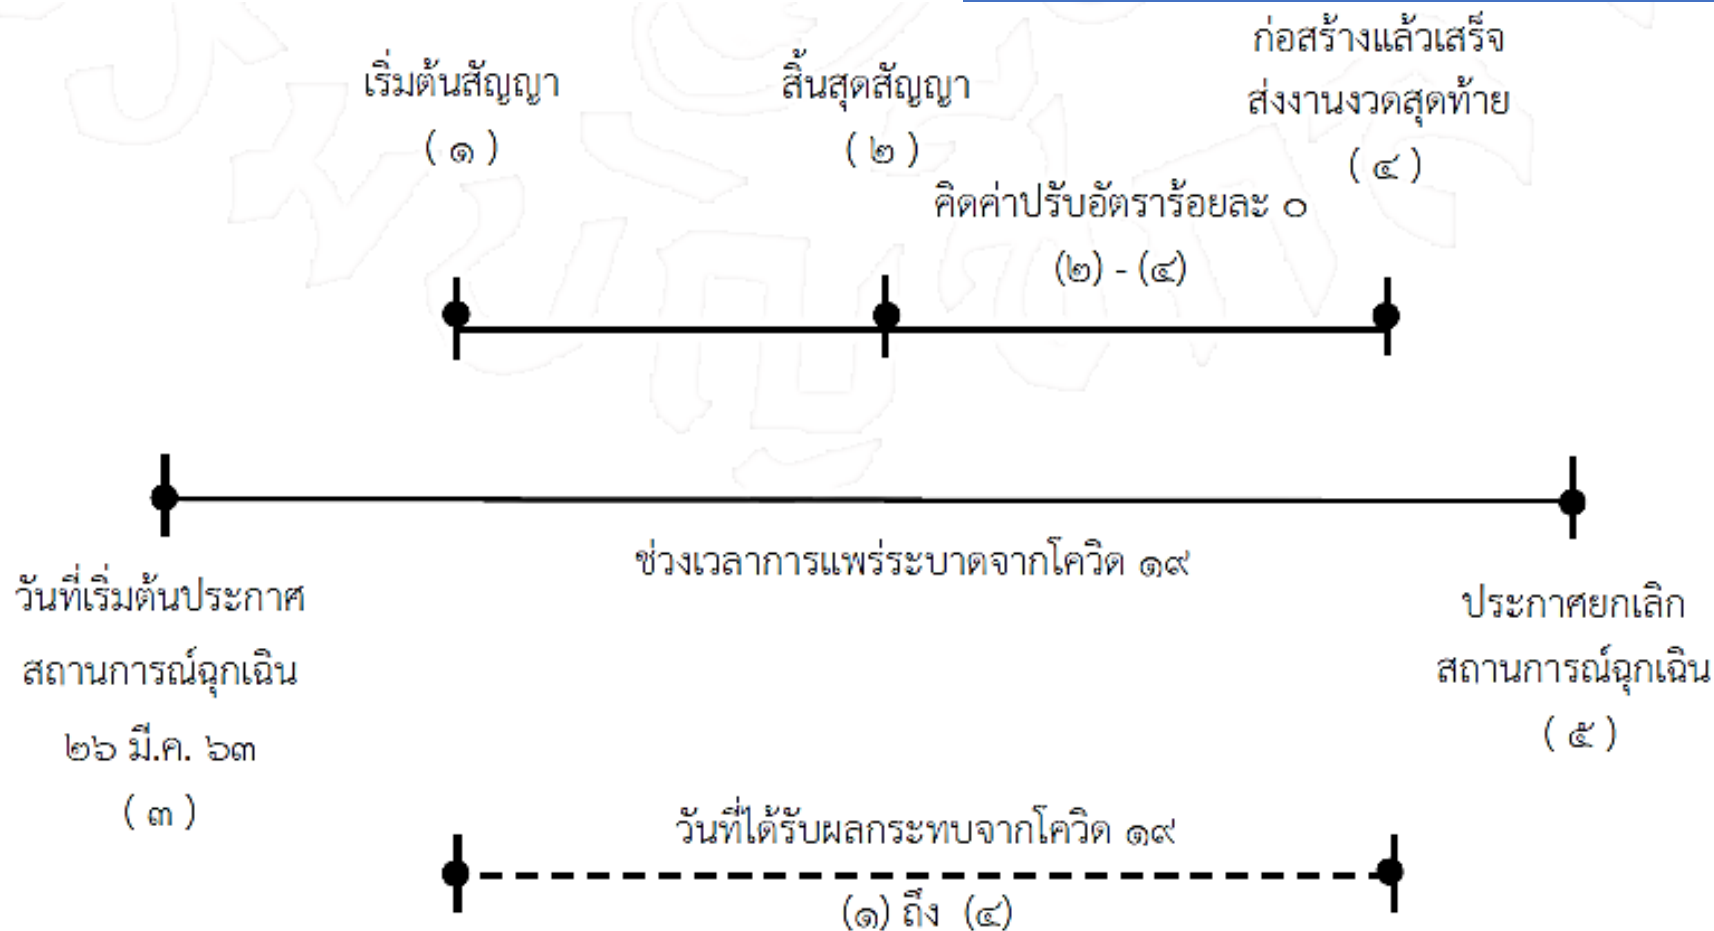 เริ่มต้นสัญญา
( ๑ )
สิ้นสุดสัญญา
( ๒ )
ก่อสร้างแล้วเสร็จ
ส่งงานงวดสุดท้าย
( ๔ )
คิดค่าปรับอัตราร้อยละ ๐
(๒) - (๔)
ช่วงเวลาการแพร่ระบาดจากโควิด ๑๙
วันที่เริ่มต้นประกาศ
สถานการณ์ฉุกเฉิน
๒๖ มี.ค. ๖๓
( ๓ )
ประกาศยกเลิก
สถานการณ์ฉุกเฉิน
( ๕ )
วันที่ได้รับผลกระทบจากโควิด ๑๙
(๑) ถึง (๔)